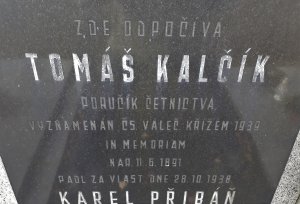 ZDE ODPOČÍVÁ
TOMÁŠ KALČÍK
PORUČÍK ČETNICTVA
VYZNAMENÁN ČS. VÁLEČ. KŘÍŽEM 1939
IN MEMORIAM
NAR. 11. 6. 1891
PADL ZA VLAST DNE 28. 10. 1938
KAREL PŘIBÁŇ